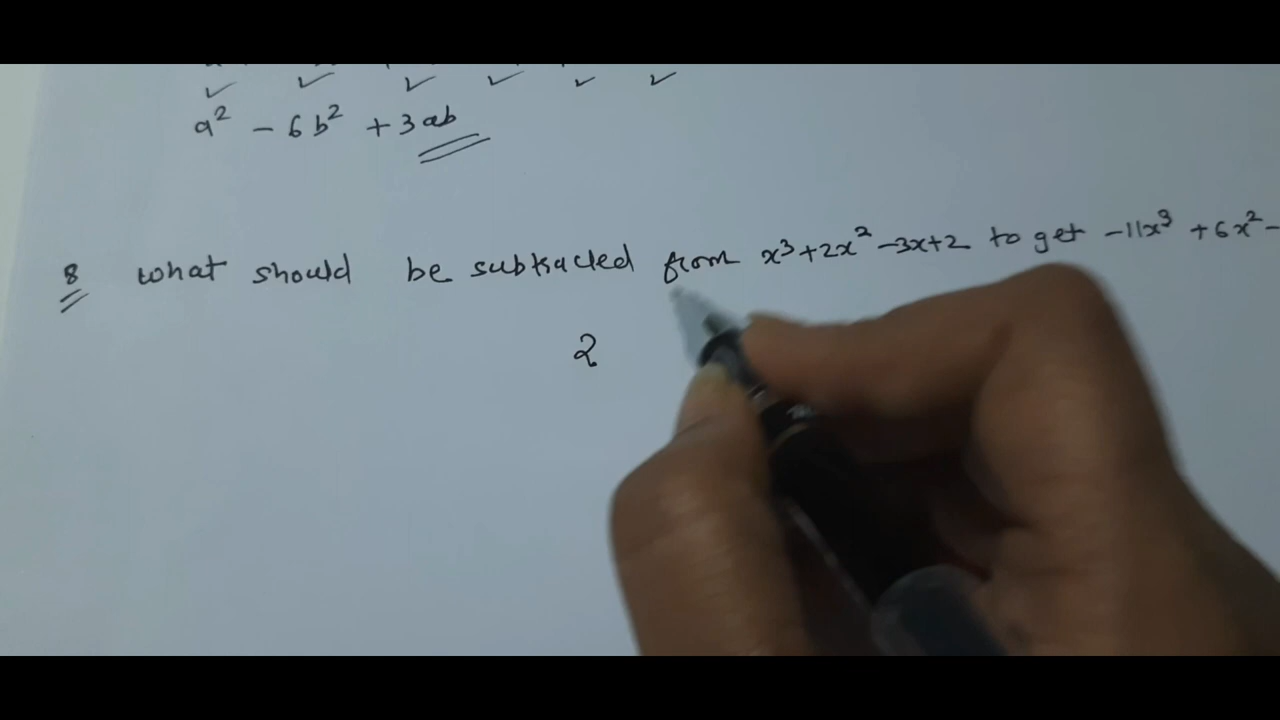 a² - 6b² + 3ab
8 what should be subtracted from x³+2x²-3x+2 to get -11x³ +6x² -
2